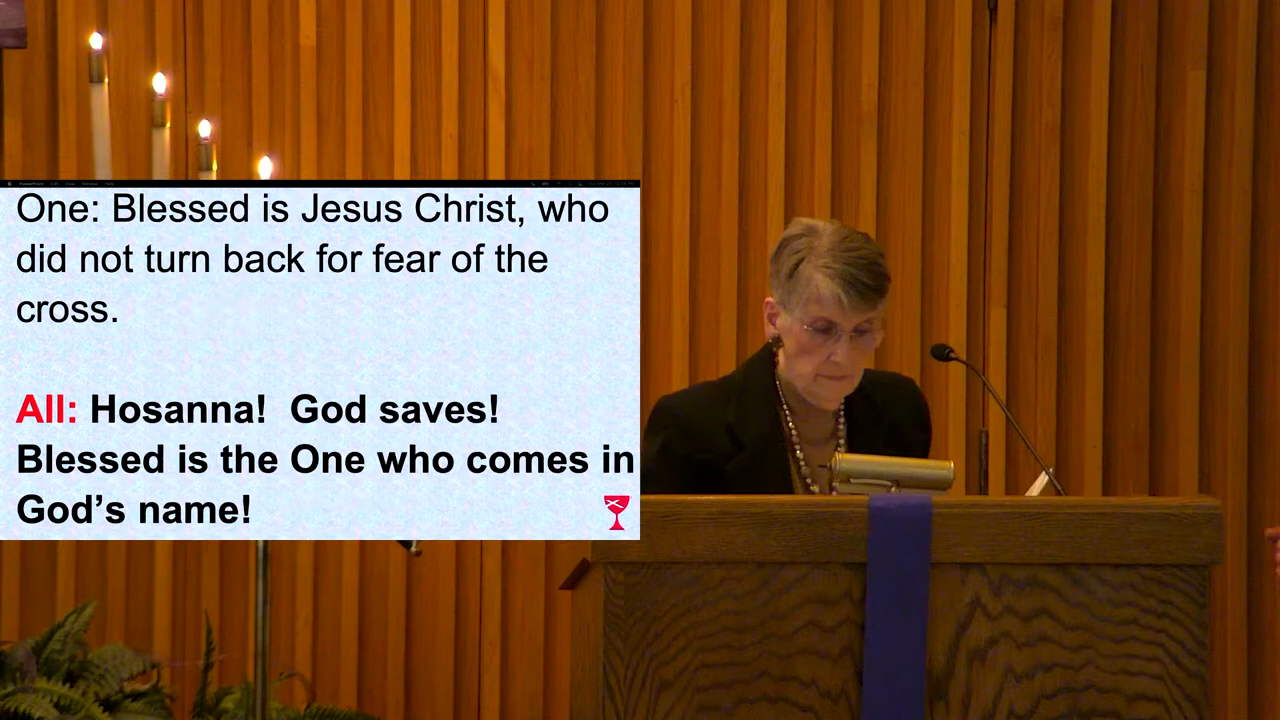 One: Blessed is Jesus Christ, who
did not turn back for fear of the
cross.
All: Hosanna!  God saves!
Blessed is the One who comes in
God’s name!